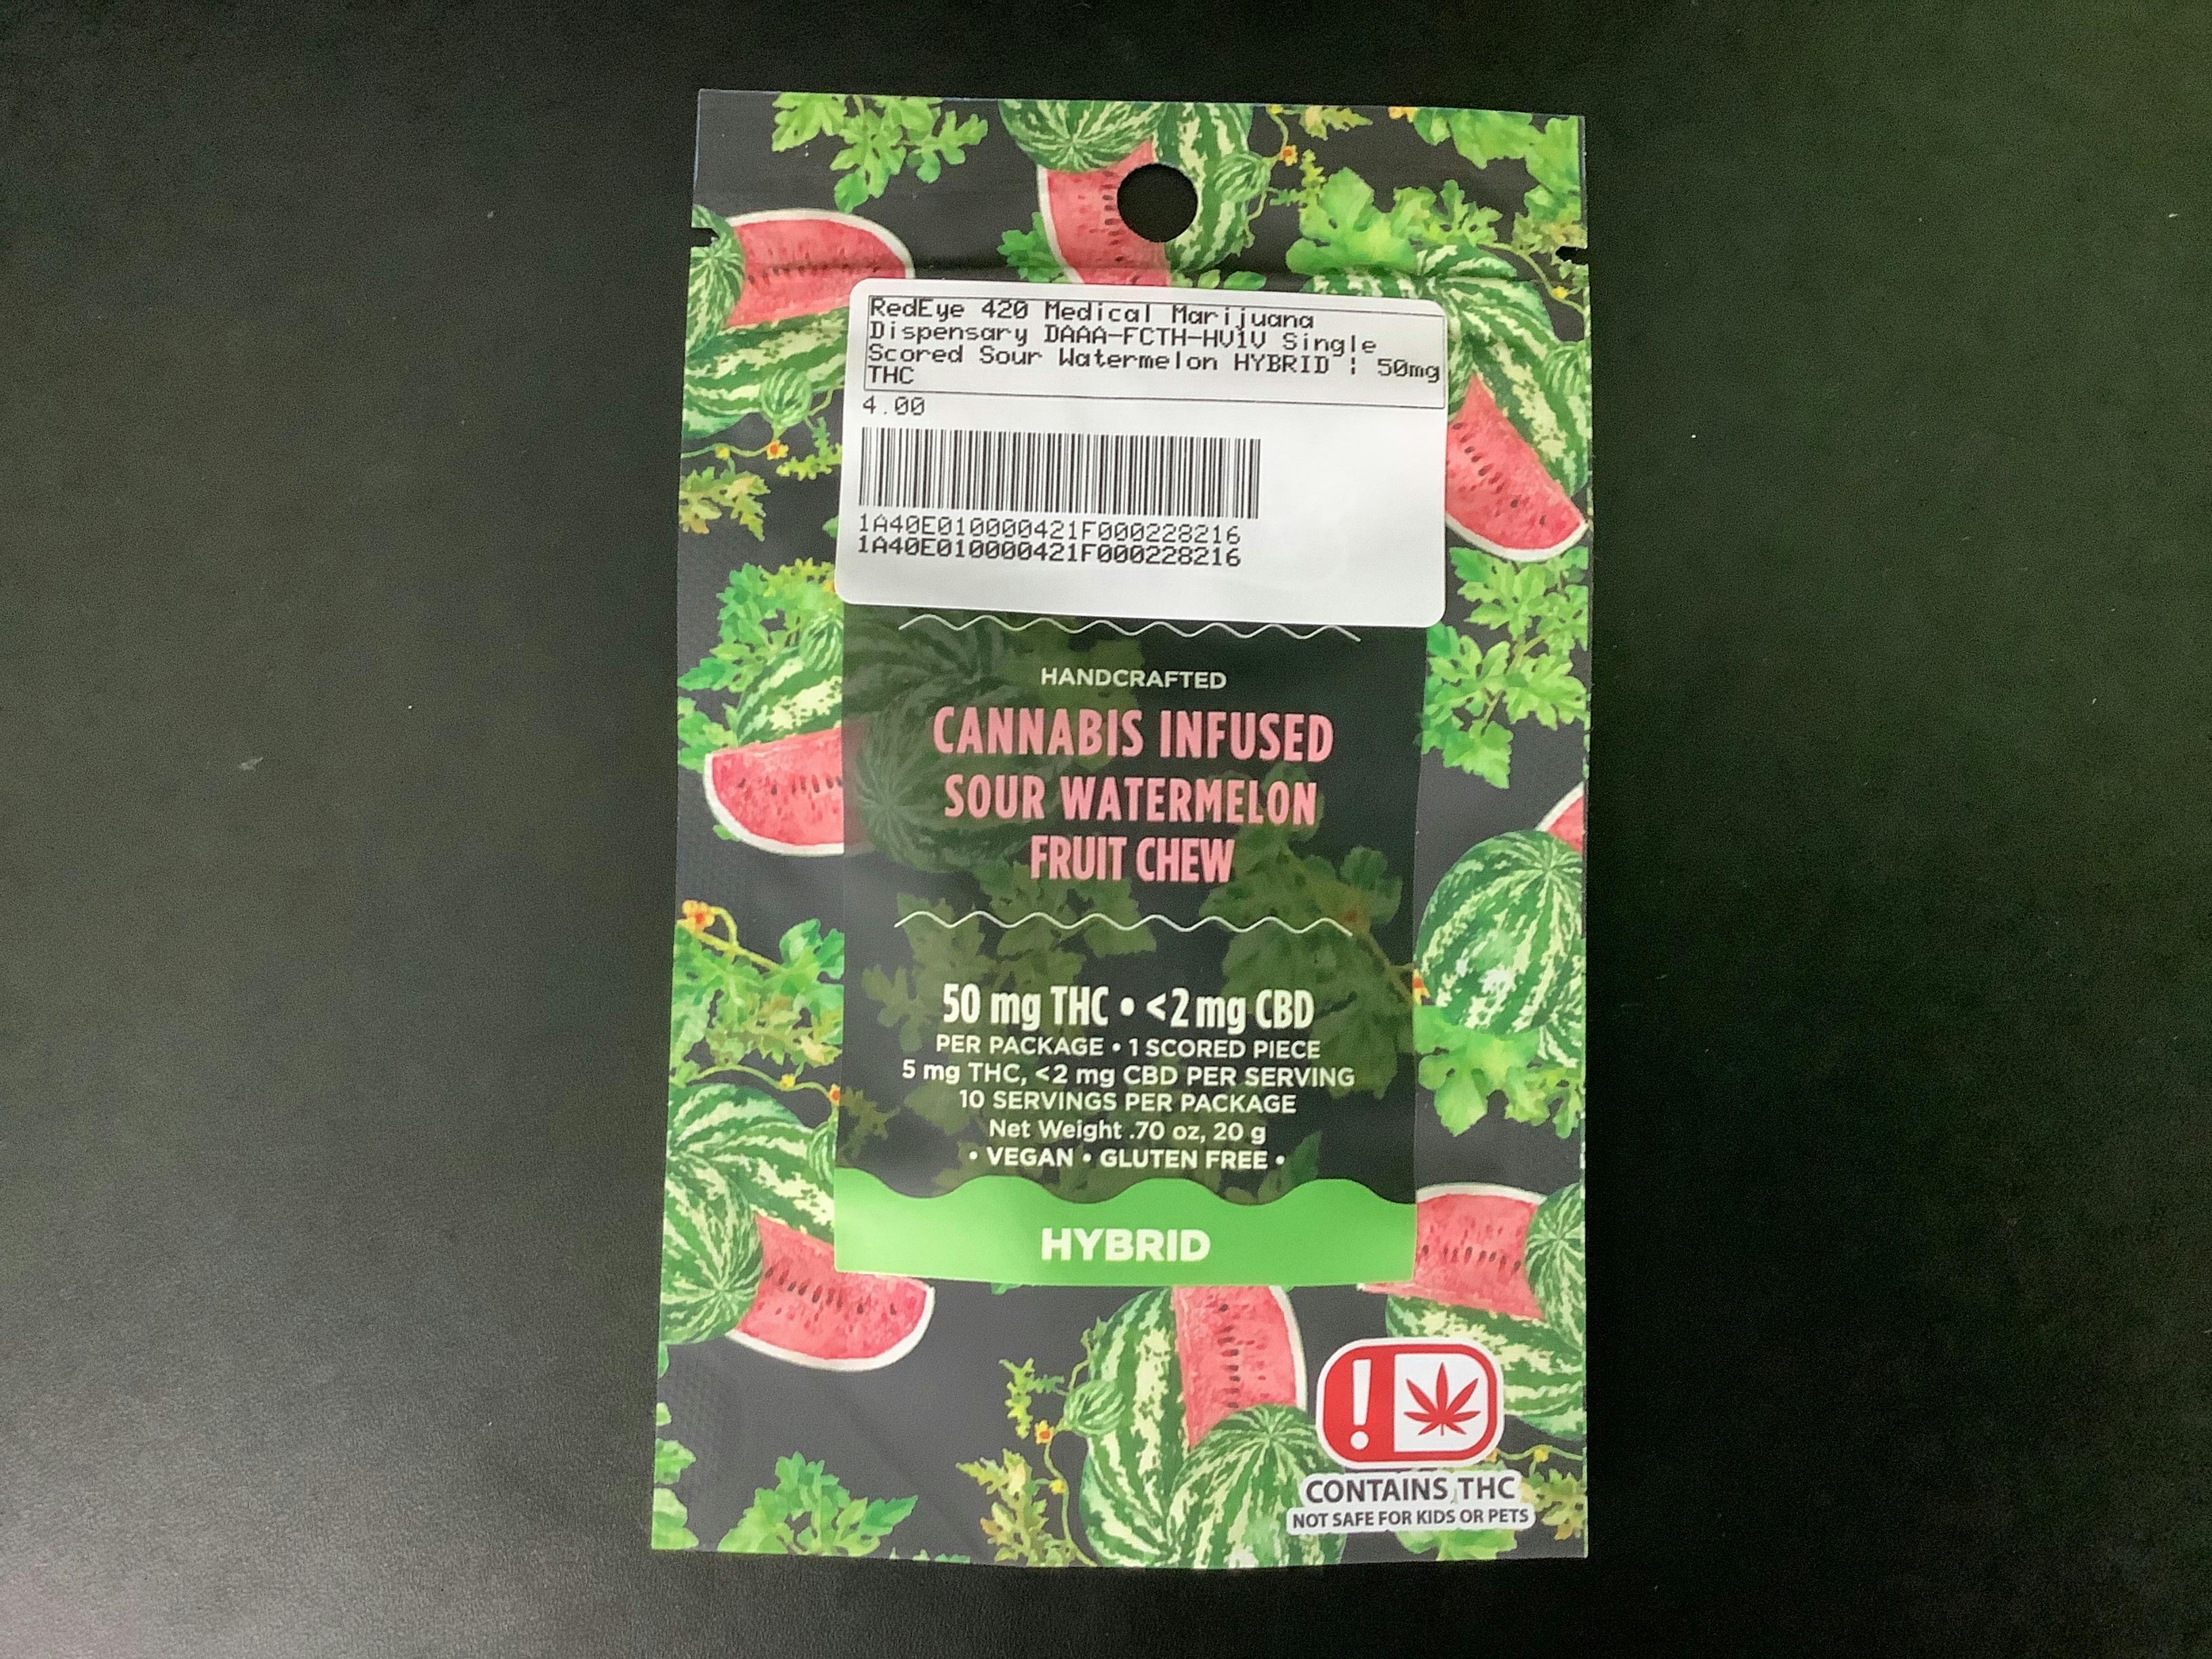 RedEye 420 Medical Marijuana
Dispensary DAAA-FCTH-HV1V Single
Scored Sour Watermelon HYBRID ¦ 50mg
THC
4.00
1A40E010000421F000228216
1A40E010000421F000228216
HANDCRAFTED
CANNABIS INFUSED
SOUR WATERMELON
FRUIT CHEW
50 mg THC • <2 mg CBD
PER PACKAGE • 1 SCORED PIECE
5 mg THC, <2 mg CBD PER SERVING
10 SERVINGS PER PACKAGE
Net Weight .70 oz, 20 g
• VEGAN • GLUTEN FREE •
HYBRID
!
CONTAINS THC
NOT SAFE FOR KIDS OR PETS